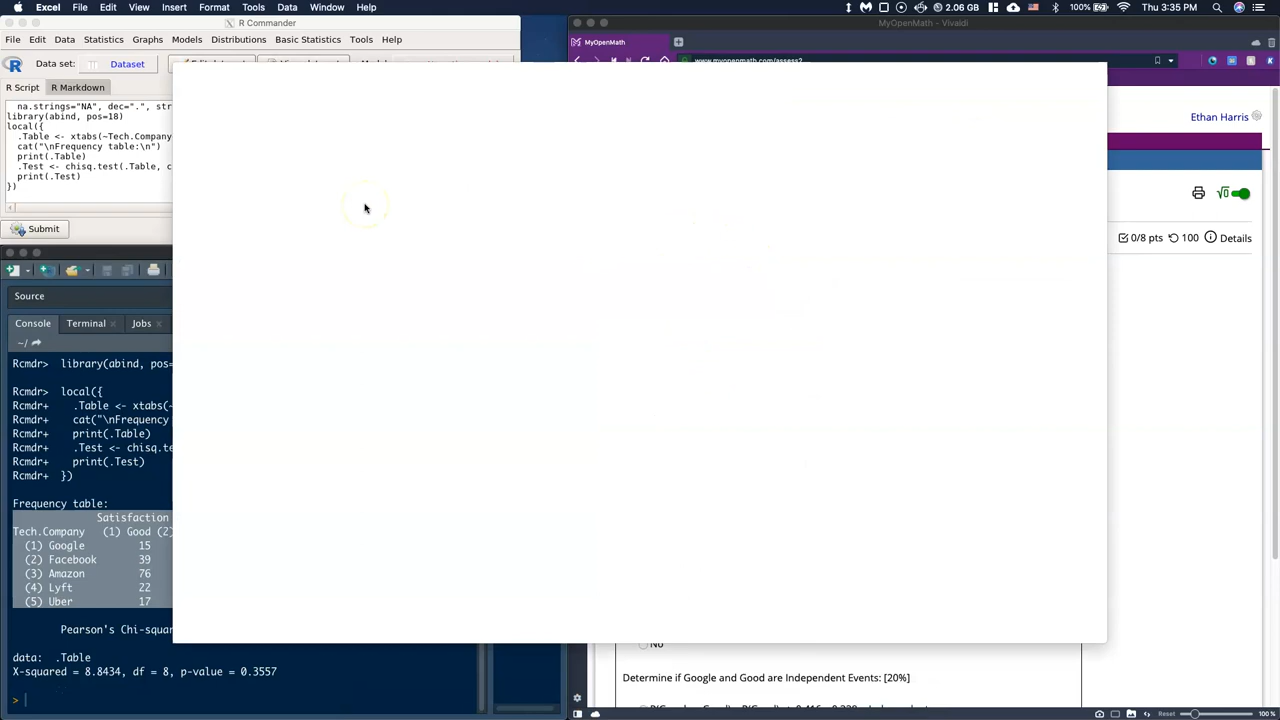 File Edit View Insert Format Tools Data Window Help
2.06 GB 100% Thu 3:35 PM
R Commander
MyOpenMath - Vivaldi
File Edit Data Statistics Graphs Models Distributions Basic Statistics Tools Help
MyOpenMath
Data set: Dataset
www.myopenmath.com/assess2
R Script R Markdown
na.strings="NA", dec=".", str
library(abind, pos=18)
local({
.Table <- xtabs(~Tech.Company
cat("\nFrequency table:\n")
print(.Table)
.Test <- chisq.test(.Table, c
print(.Test)
})
Ethan Harris
Submit
0/8 pts 100 Details
Source
Console Terminal Jobs
~/
Rcmdr> library(abind, pos=
Rcmdr> local({
Rcmdr+ .Table <- xtabs(~T
Rcmdr+ cat("\nFrequency
Rcmdr+ print(.Table)
Rcmdr+ .Test <- chisq.te
Rcmdr+ print(.Test)
Rcmdr+ })
Frequency table:
Satisfaction
Tech.Company (1) Good (2)
(1) Google 15
(2) Facebook 39
(3) Amazon 76
(4) Lyft 22
(5) Uber 17
Pearson's Chi-squar
data: .Table
X-squared = 8.8434, df = 8, p-value = 0.3557
>
No
Determine if Google and Good are Independent Events: [20%]
Reset 100 %